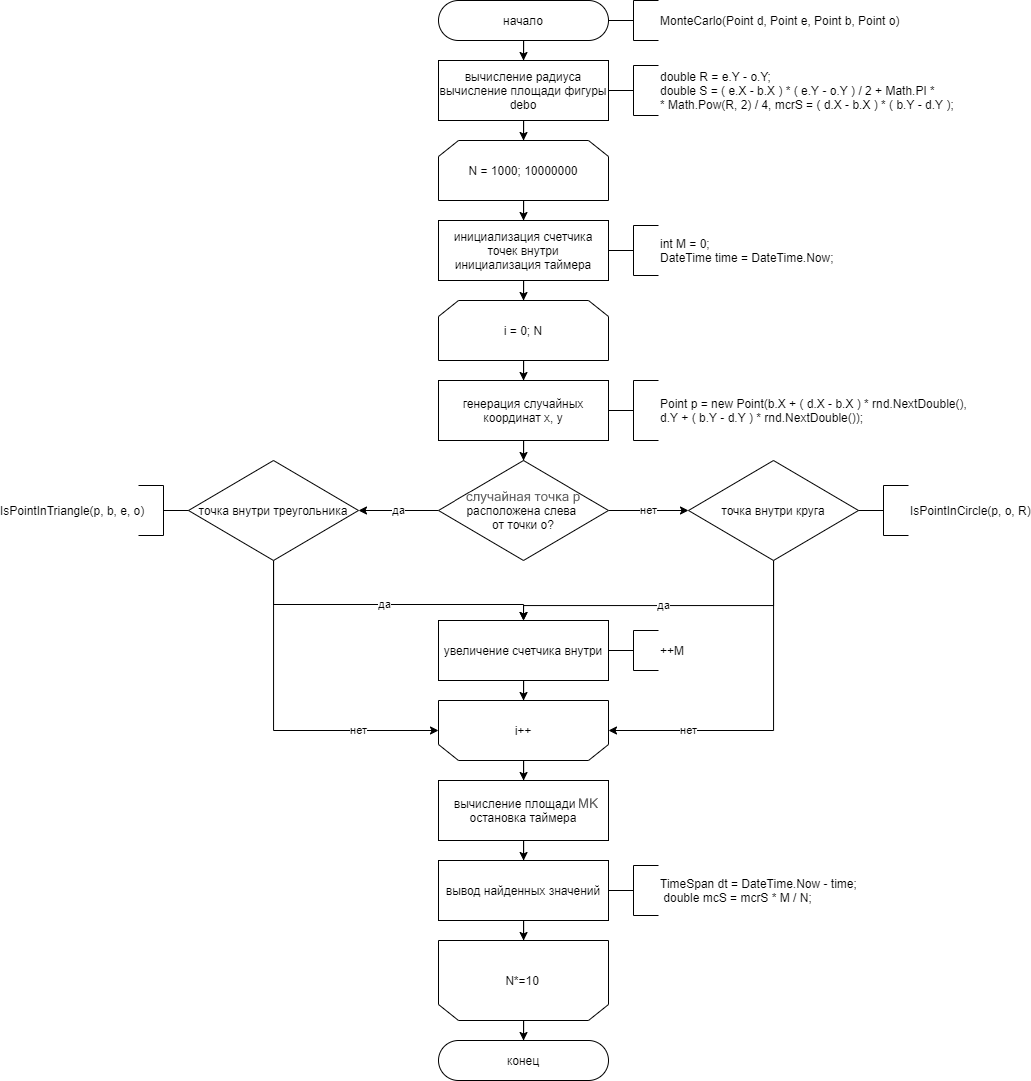 начало
MonteCarlo(Point d, Point e, Point b, Point o)
вычисление радиуса
вычисление площади фигуры
debo
double R = e.Y - o.Y;
double S = ( e.X - b.X ) * ( e.Y - o.Y ) / 2 + Math.PI *
* Math.Pow(R, 2) / 4, mcrS = ( d.X - b.X ) * ( b.Y - d.Y );
N = 1000; 10000000
инициализация счетчика
точек внутри
инициализация таймера
int M = 0;
DateTime time = DateTime.Now;
i = 0; N
генерация случайных
координат x, y
Point p = new Point(b.X + ( d.X - b.X ) * rnd.NextDouble(),
d.Y + ( b.Y - d.Y ) * rnd.NextDouble());
IsPointInTriangle(p, b, e, o)
точка внутри треугольника
да
случайная точка p
расположена слева
от точки o?
нет
точка внутри круга
IsPointInCircle(p, o, R)
да
да
увеличение счетчика внутри
++M
нет
i++
нет
вычисление площади МК
остановка таймера
вывод найденных значений
TimeSpan dt = DateTime.Now - time;
double mcS = mcrS * M / N;
N*=10
конец